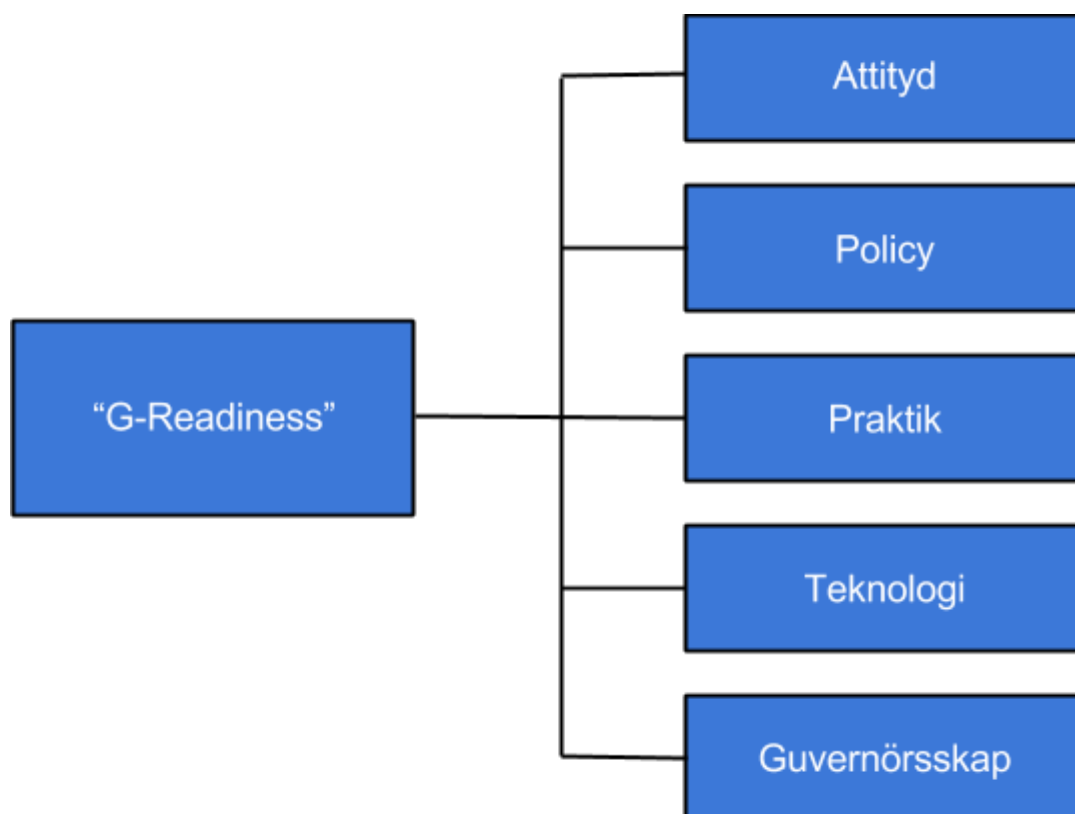 Attityd
Policy
“G-Readiness”
Praktik
Teknologi
Guvernörsskap